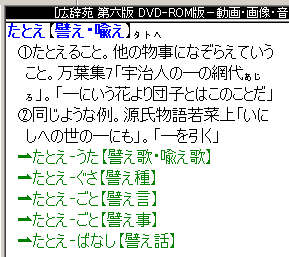 [広辞苑 第六版 DVD-ROM版－動画・画像・音
たとえ【譬え・喩え】タトヘ
①たとえること。他の物事になぞらえていう
こと。万葉集7「宇治人の―の網代あじ
ろ」。「―にいう花より団子とはこのことだ」
②同じような例。源氏物語若菜上「いに
しへの世の―にも」。「―を引く」
➡たとえ‐うた【譬え歌・喩え歌】
➡たとえ‐ぐさ【譬え種】
➡たとえ‐ごと【譬え言】
➡たとえ‐ごと【譬え事】
➡たとえ‐ばなし【譬え話】